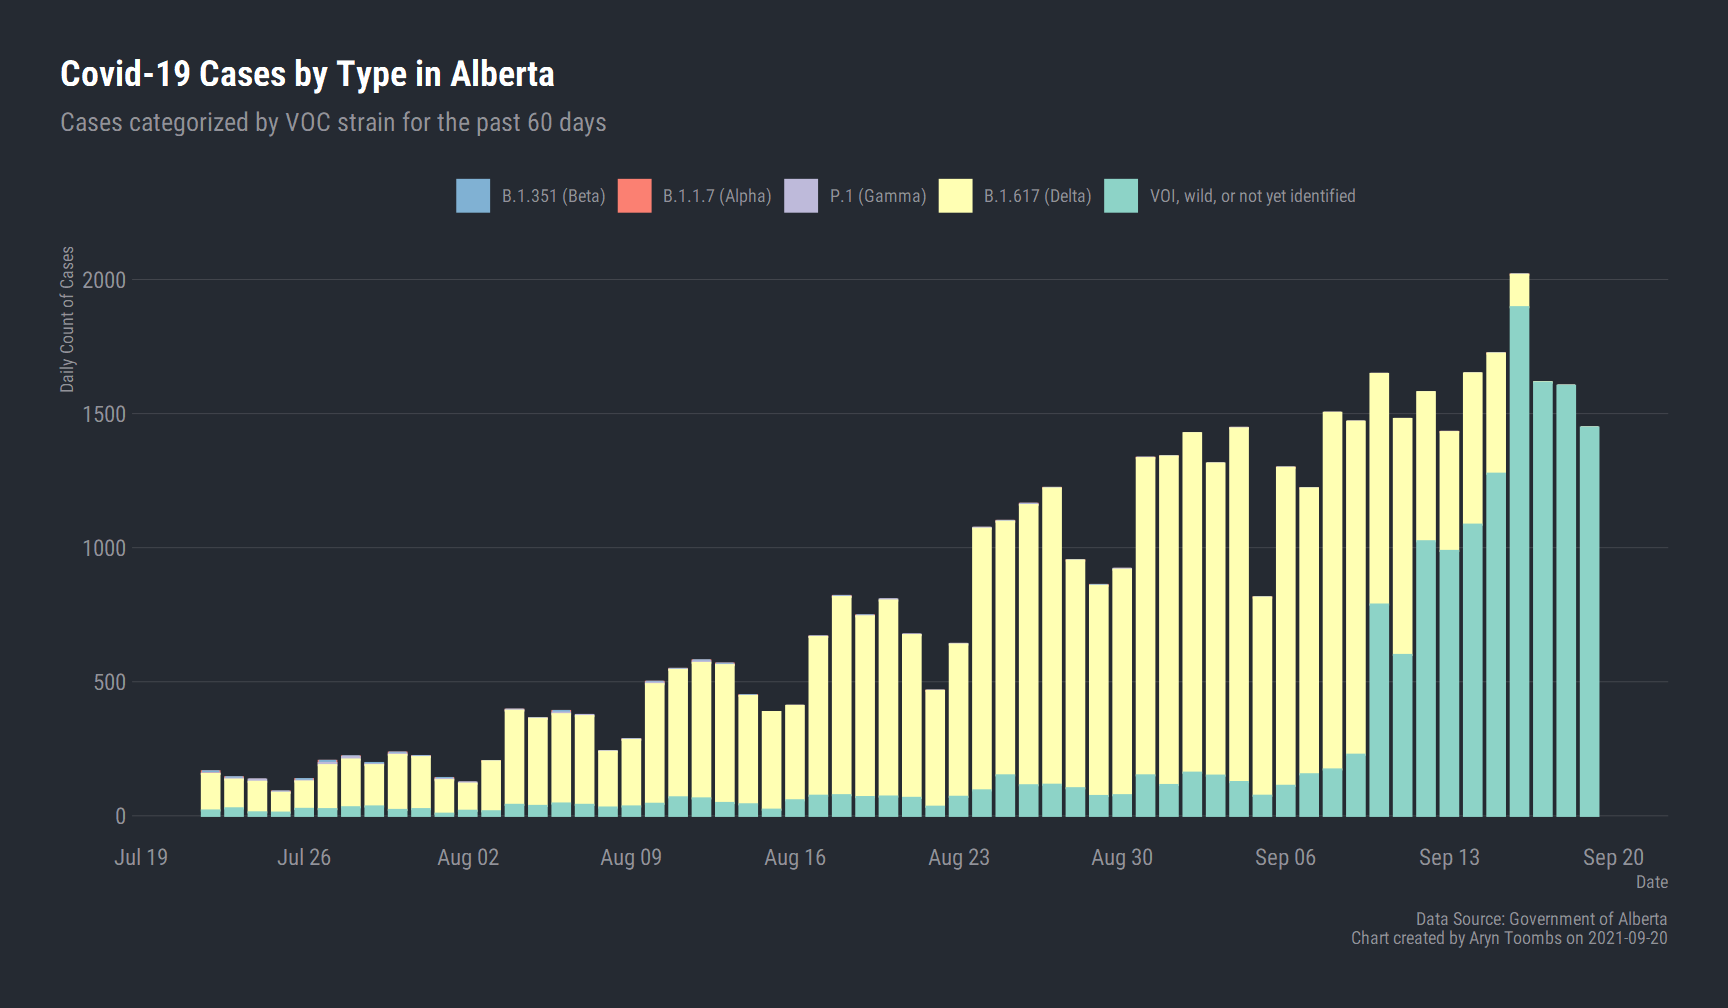 Covid-19 Cases by Type in Alberta
Cases categorized by VOC strain for the past 60 days
B.1.351 (Beta) B.1.1.7 (Alpha) P.1 (Gamma) B.1.617 (Delta) VOI, wild, or not yet identified
Daily Count of Cases
2000
1500
1000
500
0
Jul 19 Jul 26 Aug 02 Aug 09 Aug 16 Aug 23 Aug 30 Sep 06 Sep 13 Sep 20
Date
Data Source: Government of Alberta
Chart created by Aryn Toombs on 2021-09-20